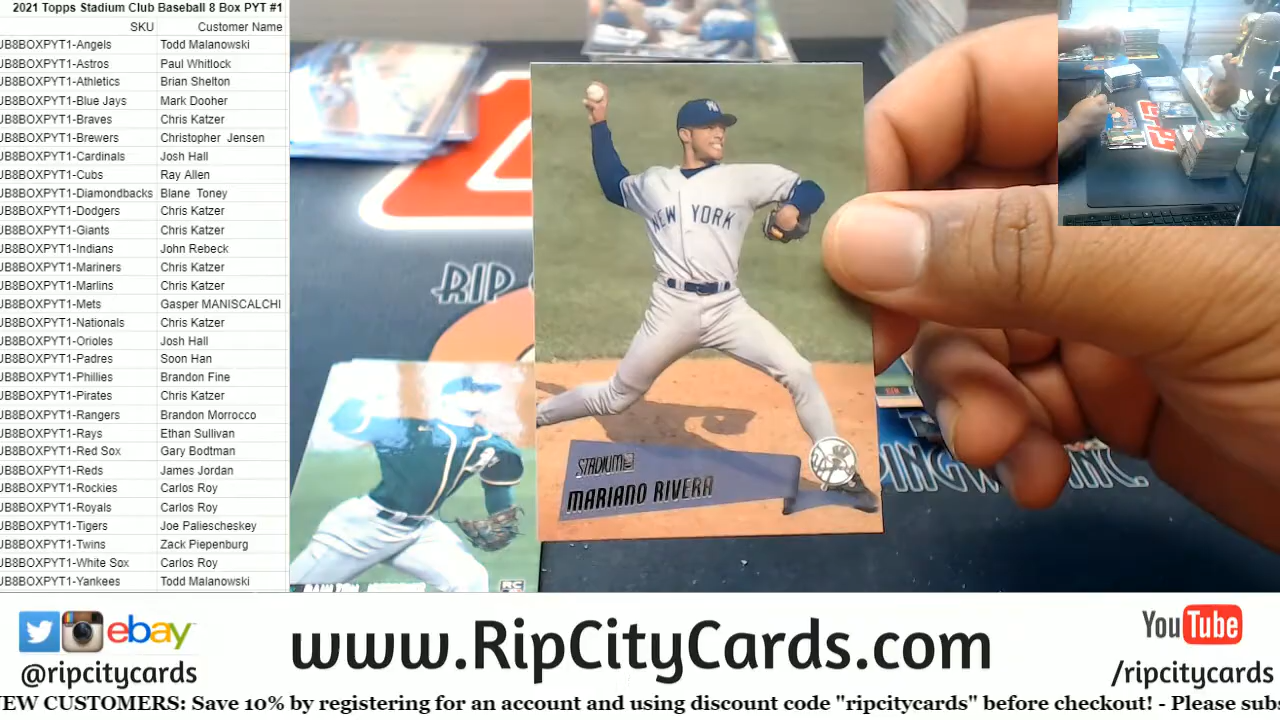 2021 Topps Stadium Club Baseball 8 Box PYT #1
SKU Customer Name
JB8BOXPYT1-Angels Todd Malanowski
JB8BOXPYT1-Astros Paul Whitlock
JB8BOXPYT1-Athletics Brian Shelton
JB8BOXPYT1-Blue Jays Mark Dooher
JB8BOXPYT1-Braves Chris Katzer
JB8BOXPYT1-Brewers Christopher Jensen
JB8BOXPYT1-Cardinals Josh Hall
JB8BOXPYT1-Cubs Ray Allen
JB8BOXPYT1-Diamondbacks Blane Toney
JB8BOXPYT1-Dodgers Chris Katzer
JB8BOXPYT1-Giants Chris Katzer
JB8BOXPYT1-Indians John Rebeck
JB8BOXPYT1-Mariners Chris Katzer
JB8BOXPYT1-Marlins Chris Katzer
JB8BOXPYT1-Mets Gasper MANISCALCHI
JB8BOXPYT1-Nationals Chris Katzer
JB8BOXPYT1-Orioles Josh Hall
JB8BOXPYT1-Padres Soon Han
JB8BOXPYT1-Phillies Brandon Fine
JB8BOXPYT1-Pirates Chris Katzer
JB8BOXPYT1-Rangers Brandon Morrocco
JB8BOXPYT1-Rays Ethan Sullivan
JB8BOXPYT1-Red Sox Gary Bodtman
JB8BOXPYT1-Reds James Jordan
JB8BOXPYT1-Rockies Carlos Roy
JB8BOXPYT1-Royals Carlos Roy
JB8BOXPYT1-Tigers Joe Paliescheskey
JB8BOXPYT1-Twins Zack Piepenburg
JB8BOXPYT1-White Sox Carlos Roy
JB8BOXPYT1-Yankees Todd Malanowski
NEW YORK
RIP
STADIUM
MARIANO RIVERA
RC
ebay
@ripcitycards
www.RipCityCards.com
YouTube
/ripcitycards
EW CUSTOMERS: Save 10% by registering for an account and using discount code "ripcitycards" before checkout! - Please subs